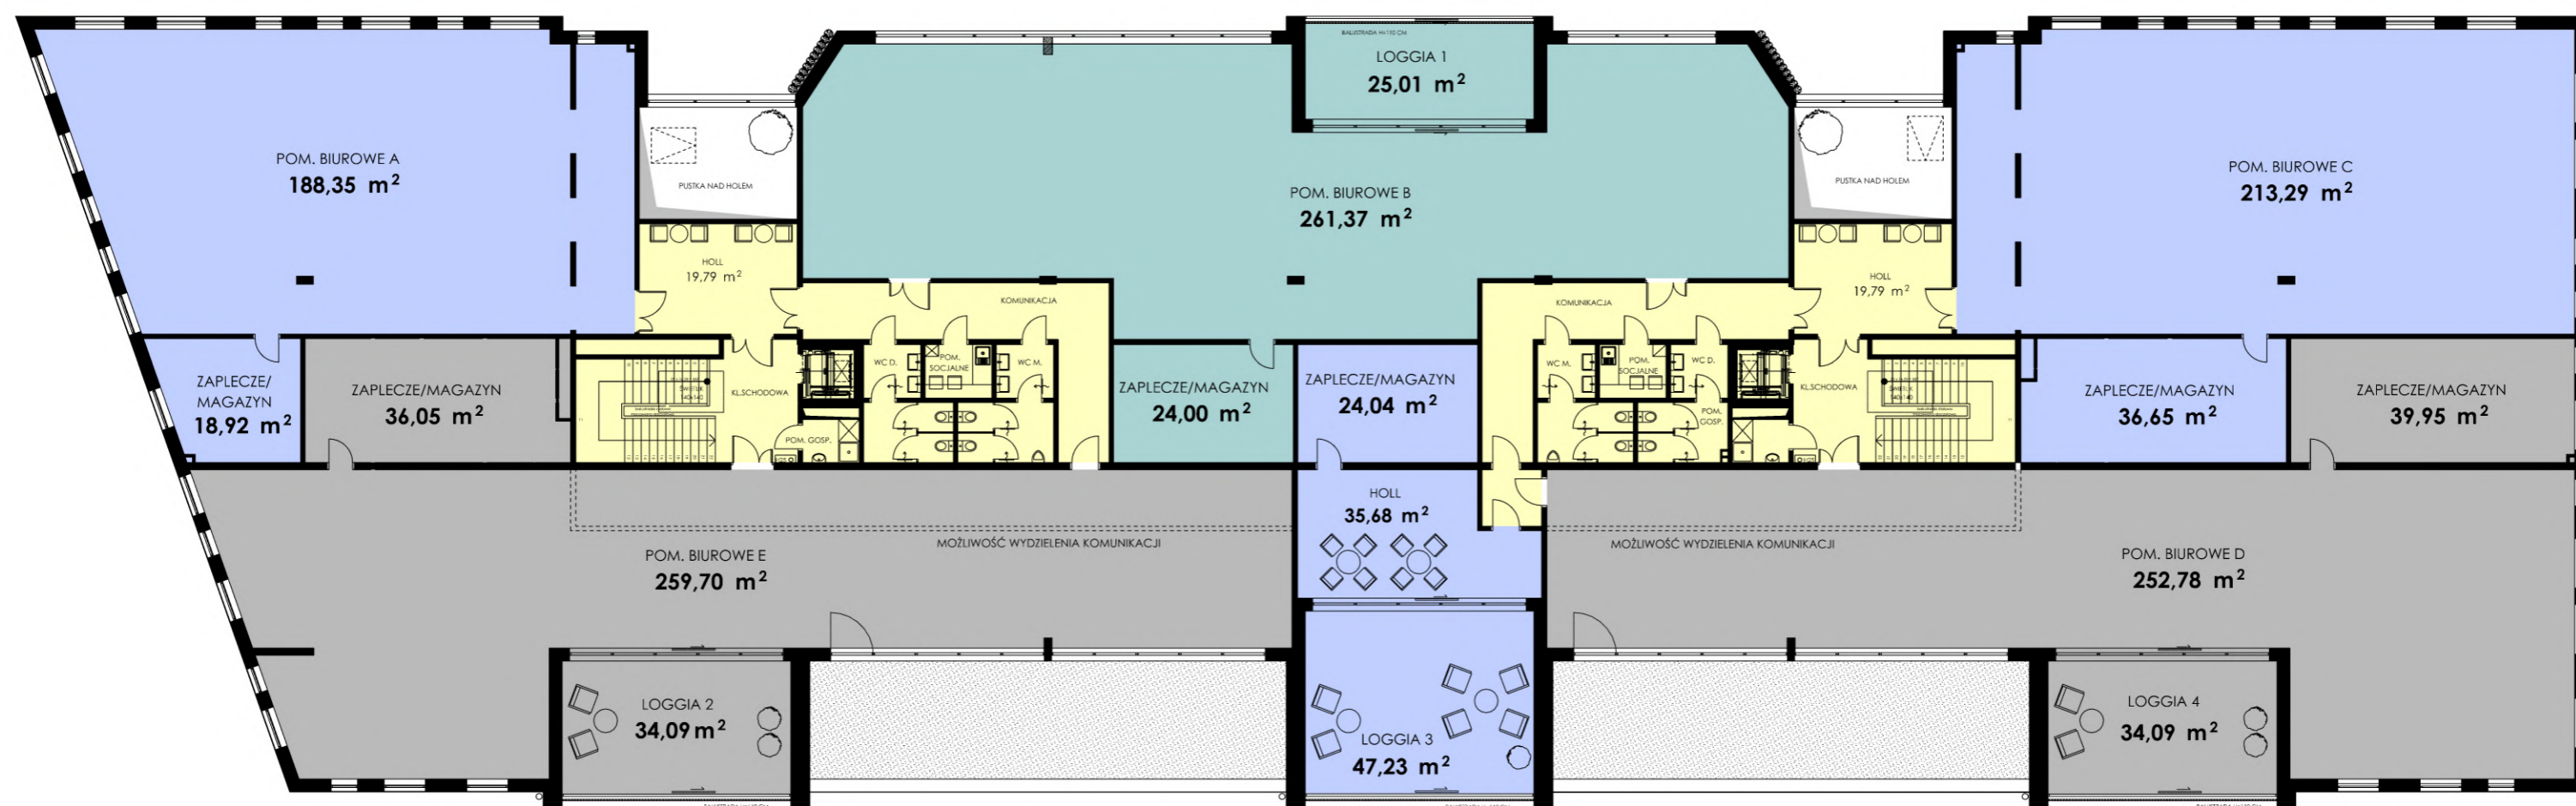 BALUSTRADA H=110 CM
LOGGIA 1
25,01 m²
POM. BIUROWE A
188,35 m²
PUSTKA NAD HOLEM
POM. BIUROWE B
261,37 m²
PUSTKA NAD HOLEM
POM. BIUROWE C
213,29 m²
HOLL
19,79 m²
KOMUNIKACJA
KOMUNIKACJA
HOLL
19,79 m²
ZAPLECZE/
MAGAZYN
18,92 m²
ZAPLECZE/MAGAZYN
36,05 m²
KL.SCHODOWA
POM. GOSP.
WC D.
POM.
SOCJALNE
WC M.
ZAPLECZE/MAGAZYN
24,00 m²
ZAPLECZE/MAGAZYN
24,04 m²
WC M.
POM.
SOCJALNE
WC D.
POM.
GOSP.
KL.SCHODOWA
ZAPLECZE/MAGAZYN
36,65 m²
ZAPLECZE/MAGAZYN
39,95 m²
POM. BIUROWE E
259,70 m²
MOŻLIWOŚĆ WYDZIELENIA KOMUNIKACJI
HOLL
35,68 m²
MOŻLIWOŚĆ WYDZIELENIA KOMUNIKACJI
POM. BIUROWE D
252,78 m²
LOGGIA 2
34,09 m²
LOGGIA 3
47,23 m²
LOGGIA 4
34,09 m²